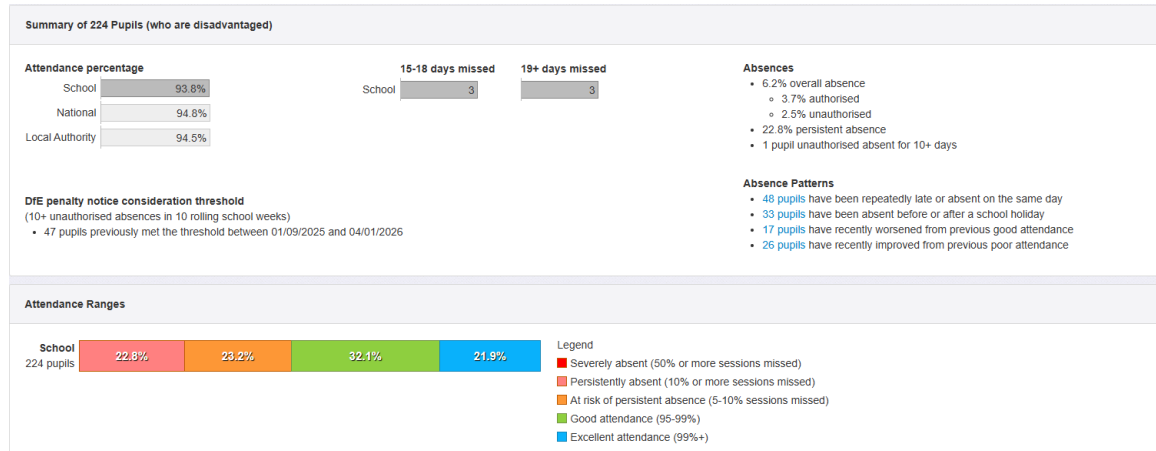 Summary of 224 Pupils (who are disadvantaged)
Attendance percentage
School 93.8%
National 94.8%
Local Authority 94.5%
15-18 days missed 19+ days missed
School 3 3
Absences
• 6.2% overall absence
◦ 3.7% authorised
◦ 2.5% unauthorised
• 22.8% persistent absence
• 1 pupil unauthorised absent for 10+ days
DfE penalty notice consideration threshold
(10+ unauthorised absences in 10 rolling school weeks)
• 47 pupils previously met the threshold between 01/09/2025 and 04/01/2026
Absence Patterns
• 48 pupils have been repeatedly late or absent on the same day
• 33 pupils have been absent before or after a school holiday
• 17 pupils have recently worsened from previous good attendance
• 26 pupils have recently improved from previous poor attendance
Attendance Ranges
School
224 pupils
22.8% 23.2% 32.1% 21.9%
Legend
Severely absent (50% or more sessions missed)
Persistently absent (10% or more sessions missed)
At risk of persistent absence (5-10% sessions missed)
Good attendance (95-99%)
Excellent attendance (99%+)